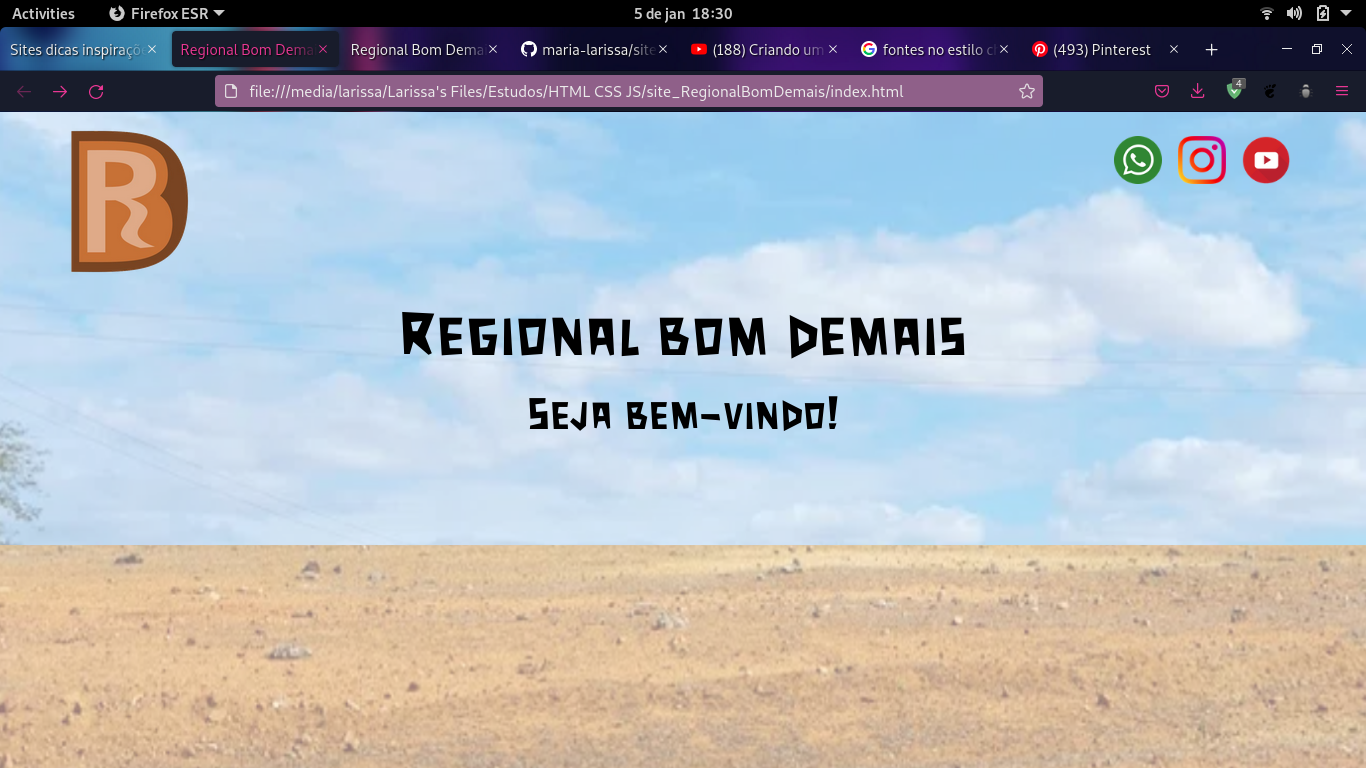 Activities Firefox ESR 5 de jan 18:30
Sites dicas inspiraçõe Regional Bom Dema Regional Bom Dema maria-larissa/site (188) Criando um fontes no estilo c (493) Pinterest
file:///media/larissa/Larissa's Files/Estudos/HTML CSS JS/site_RegionalBomDemais/index.html 4
RB
Regional bom demais
Seja bem-vindo!